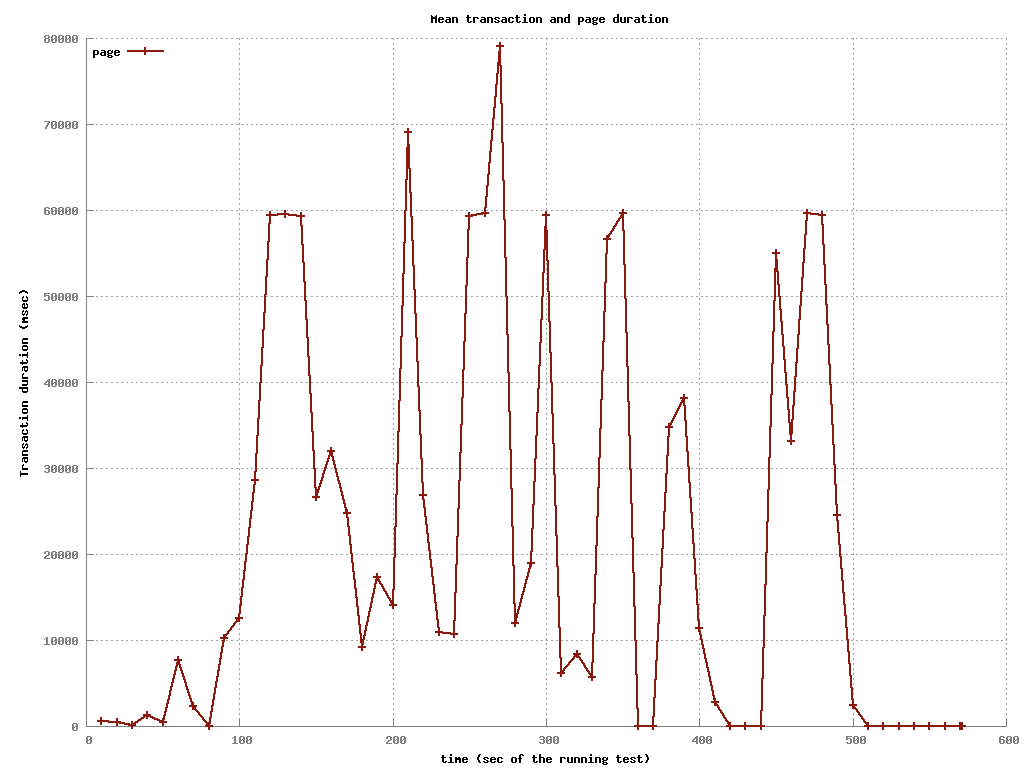 Mean transaction and page duration
page
80000
70000
60000
50000
40000
30000
20000
10000
0
Transaction duration (msec)
0 100 200 300 400 500 600
time (sec of the running test)